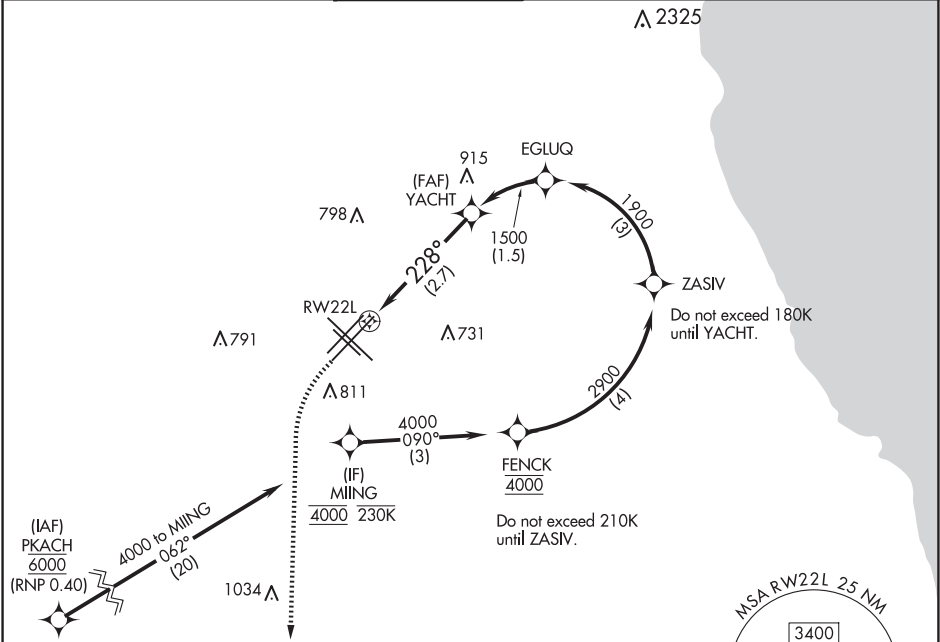 2325
EGLUQ
915
(FAF)
YACHT
798
1500
(1.5)
1900
(3)
228°
(2.7)
ZASIV
RW22L
Do not exceed 180K
until YACHT.
791
731
811
2900
(4)
4000
090°
(3)
(IF)
MIING
4000 230K
FENCK
4000
Do not exceed 210K
until ZASIV.
(IAF)
PKACH
6000
(RNP 0.40)
4000 to MIING
062°
(20)
1034
MSA RW22L 25 NM
3400